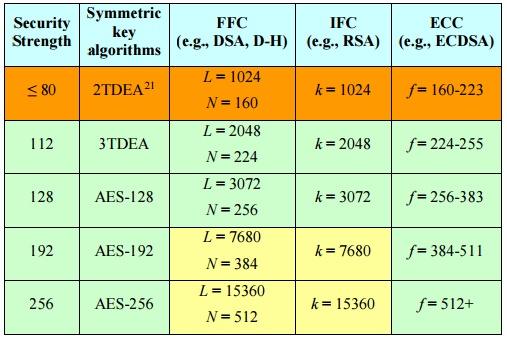 Security Strength | Symmetric key algorithms | FFC (e.g., DSA, D-H) | IFC (e.g., RSA) | ECC (e.g., ECDSA)
≤ 80 | 2TDEA21 | L = 1024 N = 160 | k = 1024 | f = 160-223
112 | 3TDEA | L = 2048 N = 224 | k = 2048 | f = 224-255
128 | AES-128 | L = 3072 N = 256 | k = 3072 | f = 256-383
192 | AES-192 | L = 7680 N = 384 | k = 7680 | f = 384-511
256 | AES-256 | L = 15360 N = 512 | k = 15360 | f = 512+